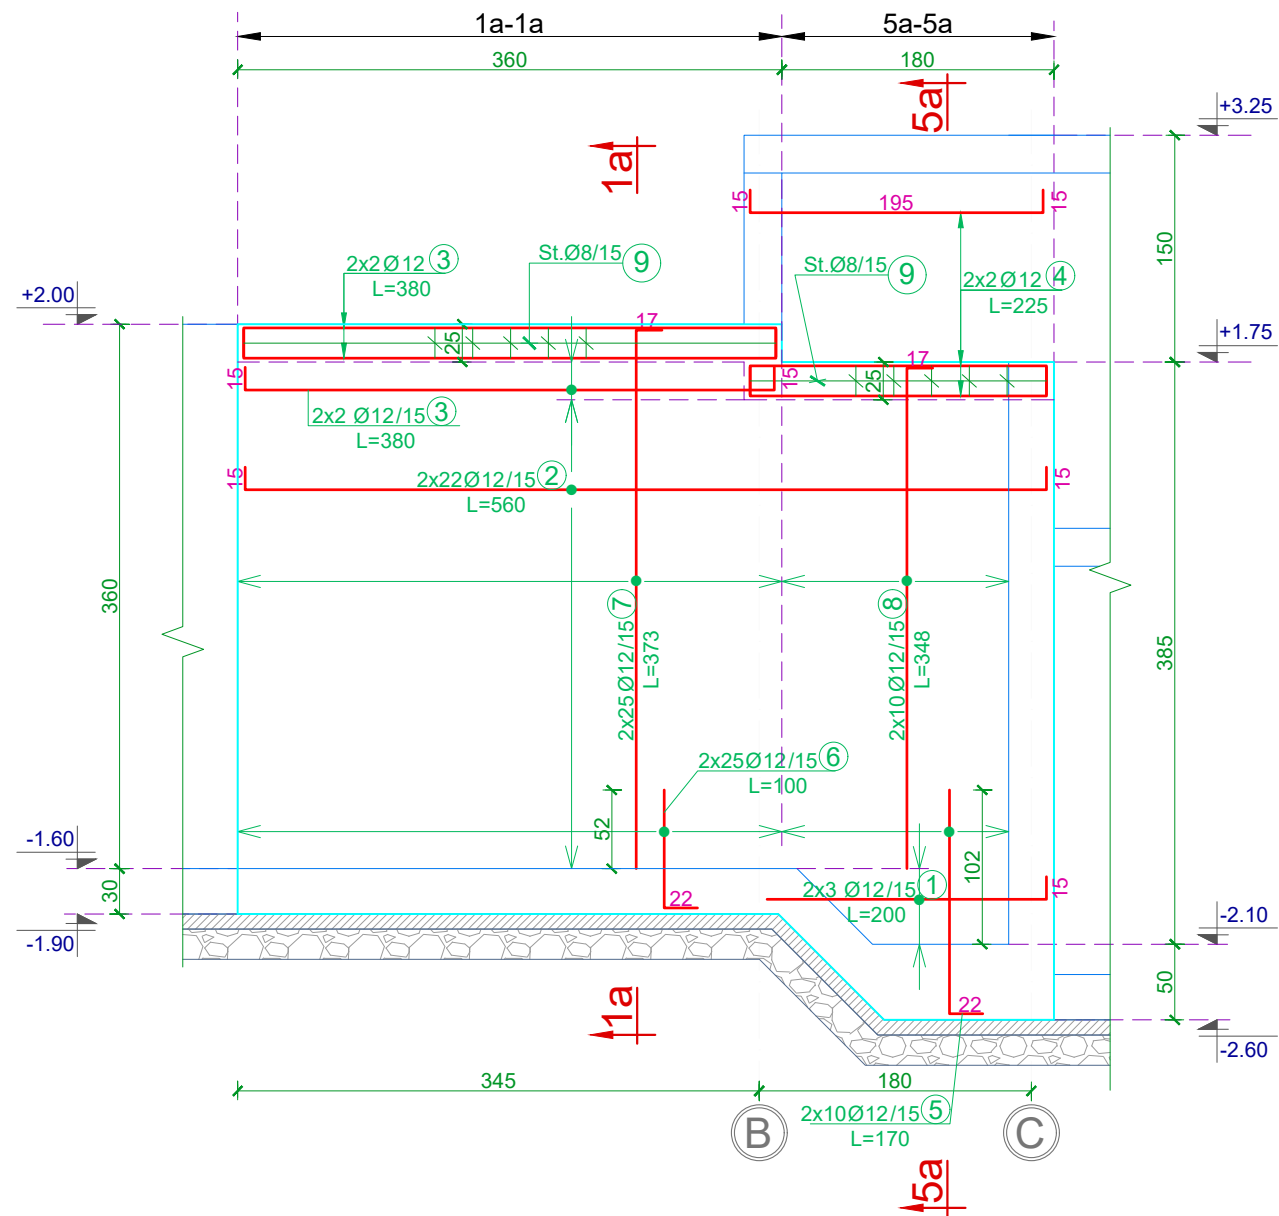 1a-1a
5a-5a
360
180
5a
+3.25
1a
15
195
15
150
2x2Ø12 3
L=380
St.Ø8/15 9
St.Ø8/15 9
2x2Ø12 4
L=225
+2.00
17
25
+1.75
17
15
15
25
2x2 Ø12/15 3
L=380
15
2x22Ø12/15 2
L=560
15
360
2x25Ø12/15 7
L=373
2x10Ø12/15 8
L=348
385
2x25Ø12/15 6
L=100
52
102
-1.60
30
22
2x3 Ø12/15 1
L=200
15
-1.90
-2.10
50
22
1a
-2.60
345
180
B
C
2x10Ø12/15 5
L=170
5a